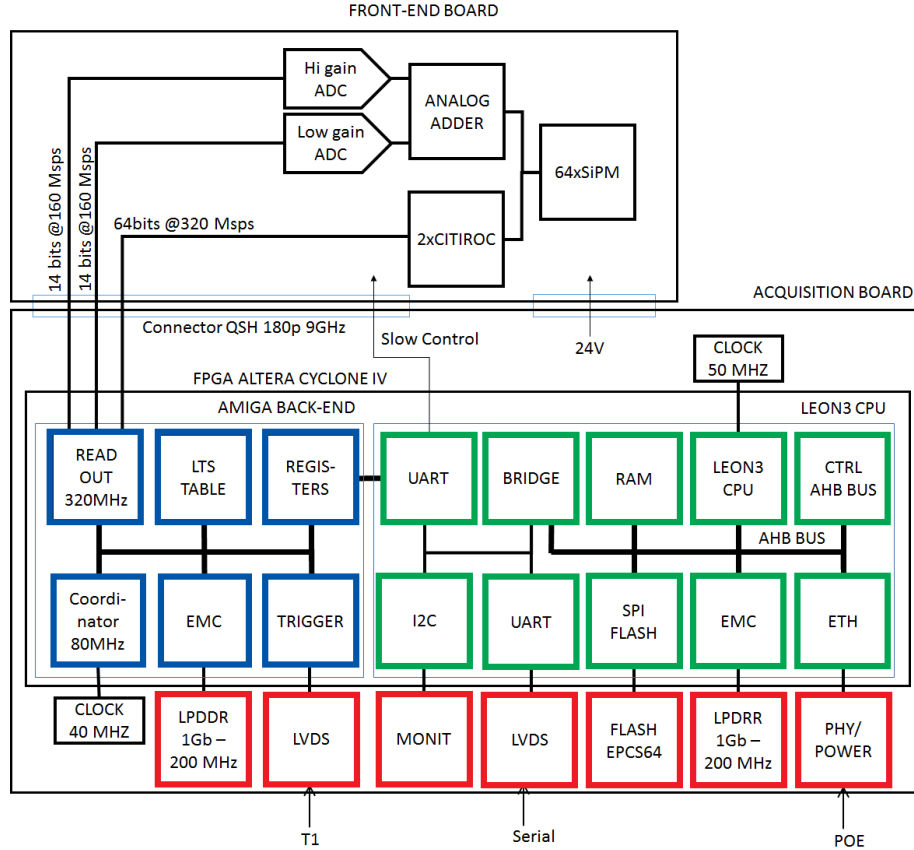 FRONT-END BOARD
Hi gain
ADC
Low gain
ADC
ANALOG
ADDER
64xSiPM
2xCITIROC
14 bits @160 Msps
14 bits @160 Msps
64bits @320 Msps
ACQUISITION BOARD
Connector QSH 180p 9GHz
Slow Control
24V
CLOCK
50 MHZ
FPGA ALTERA CYCLONE IV
AMIGA BACK-END
LEON3 CPU
READ
OUT
320MHz
LTS
TABLE
REGIS-
TERS
UART
BRIDGE
RAM
LEON3
CPU
CTRL
AHB BUS
AHB BUS
Coordi-
nator
80MHz
EMC
TRIGGER
I2C
UART
SPI
FLASH
EMC
ETH
CLOCK
40 MHZ
LPDDR
1Gb –
200 MHz
LVDS
MONIT
LVDS
FLASH
EPCS64
LPDRR
1Gb –
200 MHz
PHY/
POWER
T1
Serial
POE